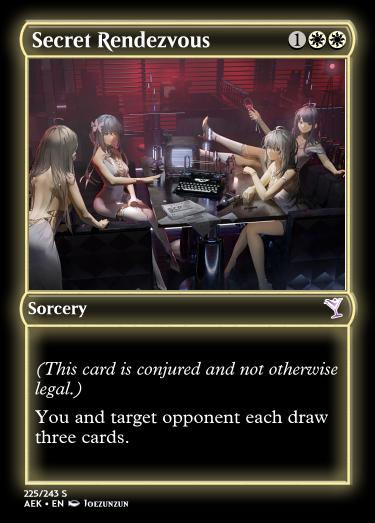 Secret Rendezvous 1
Sorcery
(This card is conjured and not otherwise
legal.)
You and target opponent each draw
three cards.
225/243 S
AEK • EN Joezunzun